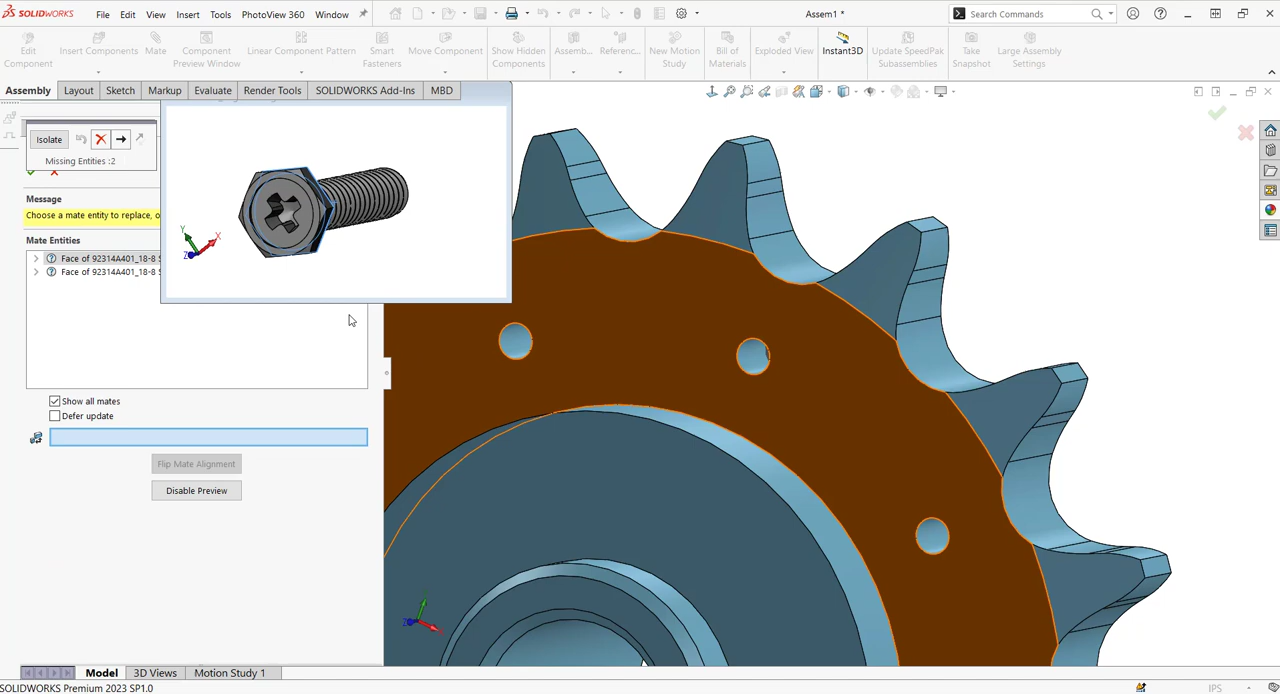 SOLIDWORKS File Edit View Insert Tools PhotoView 360 Window Assem1 * Search Commands
Edit Component Insert Components Mate Component Preview Window Linear Component Pattern Smart Fasteners Move Component Show Hidden Components Assemb... Referenc... New Motion Study Bill of Materials Exploded View Instant3D Update SpeedPak Subassemblies Take Snapshot Large Assembly Settings
Assembly Layout Sketch Markup Evaluate Render Tools SOLIDWORKS Add-Ins MBD
Isolate
Missing Entities :2
Message
Choose a mate entity to replace, o
Mate Entities
Face of 92314A401_18-8 S
Face of 92314A401_18-8 S
Y X Z
Show all mates
Defer update
Flip Mate Alignment
Disable Preview
Z
Model 3D Views Motion Study 1
SOLIDWORKS Premium 2023 SP1.0 IPS